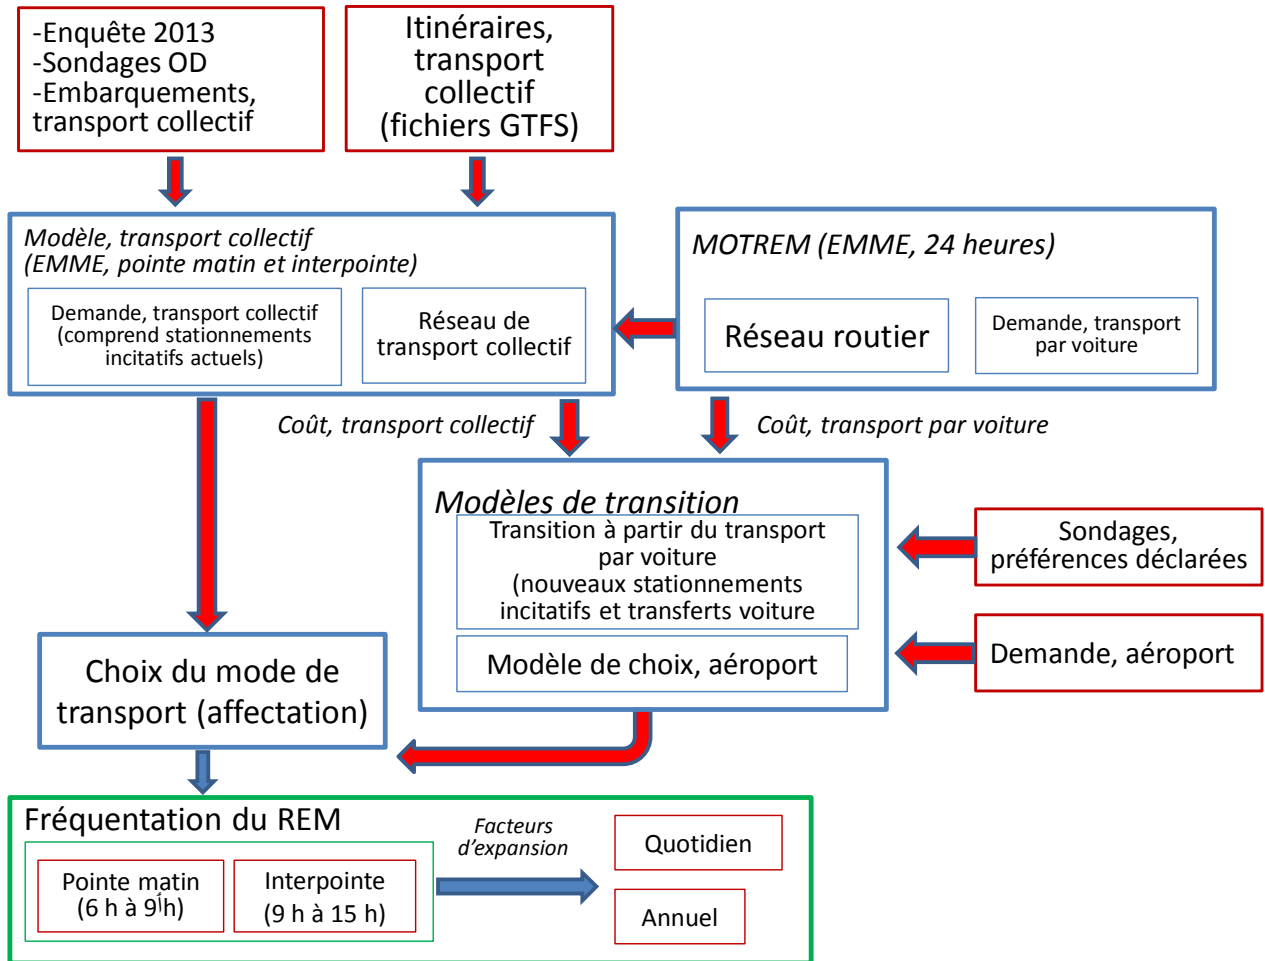 -Enquête 2013
-Sondages OD
-Embarquements,
transport collectif
Itinéraires,
transport
collectif
(fichiers GTFS)
Modèle, transport collectif
(EMME, pointe matin et interpointe)
Demande, transport collectif
(comprend stationnements
incitatifs actuels)
Réseau de
transport collectif
MOTREM (EMME, 24 heures)
Réseau routier
Demande, transport
par voiture
Coût, transport collectif
Coût, transport par voiture
Modèles de transition
Transition à partir du transport
par voiture
(nouveaux stationnements
incitatifs et transferts voiture
Modèle de choix, aéroport
Sondages,
préférences déclarées
Demande, aéroport
Choix du mode de
transport (affectation)
Fréquentation du REM
Pointe matin
(6 h à 9 h)
Interpointe
(9 h à 15 h)
Facteurs
d'expansion
Quotidien
Annuel